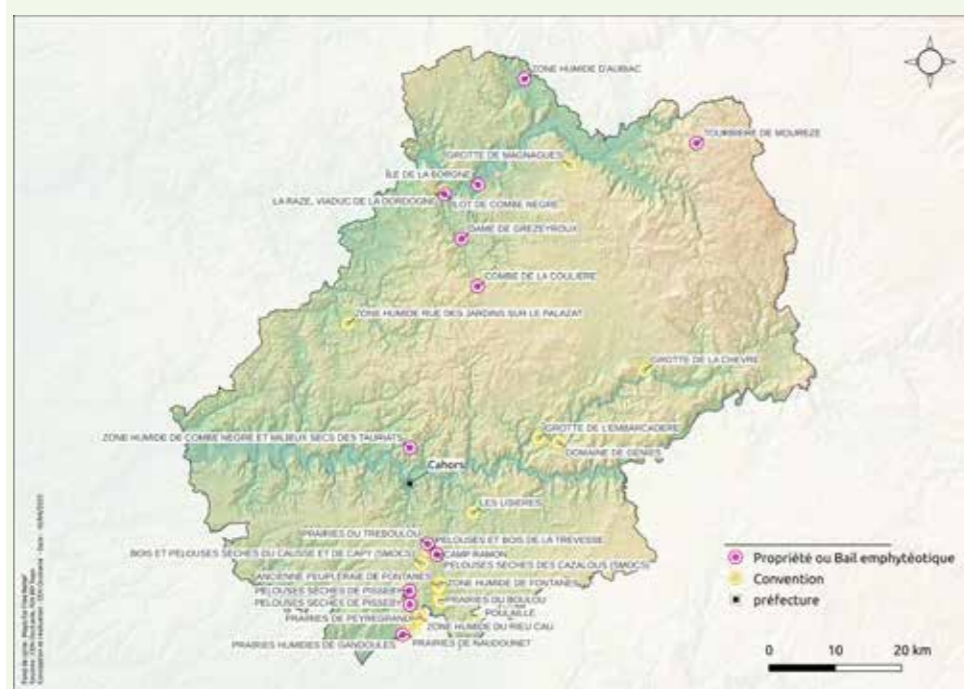 ZONE HUMIDE D'AUBIAC
TOURBIERE DE MOUREZE
GROTTE DE MAGNAGUES
ÎLE DE LA BORGNE
LA RAZE, VIADUC DE LA DORDOGNE
ILOT DE COMBE NEGRE
DAME DE GREZEYROUX
COMBE DE LA COULIERE
ZONE HUMIDE RUE DES JARDINS SUR LE PALAZAT
GROTTE DE LA CHEVRE
GROTTE DE L'EMBARCADERE
ZONE HUMIDE DE COMBE NEGRE ET MILIEUX SECS DES TAURIATS
DOMAINE DE GENIES
Cahors
LES LISIERES
PRAIRIES DU TREBOULOU
PELOUSES ET BOIS DE LA TREVESSE
BOIS ET PELOUSES SECHES DU CAUSSE ET DE CAPY (SMOCS)
CAMP RAMON
PELOUSES SECHES DES CAZALOUS (SMOCS)
ANCIENNE PEUPLERAIE DE FONTANES
ZONE HUMIDE DE FONTANES
PELOUSES SECHES DE PISSEBY
PRAIRIES DU BOULOU
PELOUSES SECHES DE PISSEBY
POULAILLE
PRAIRIES DE PEYREGRAND
ZONE HUMIDE DU RIEU CAU
PRAIRIES HUMIDES DE GANDOULES
PRAIRIES DE NAUDOUNET
Propriété ou Bail emphytéotique
Convention
préfecture
0 10 20 km